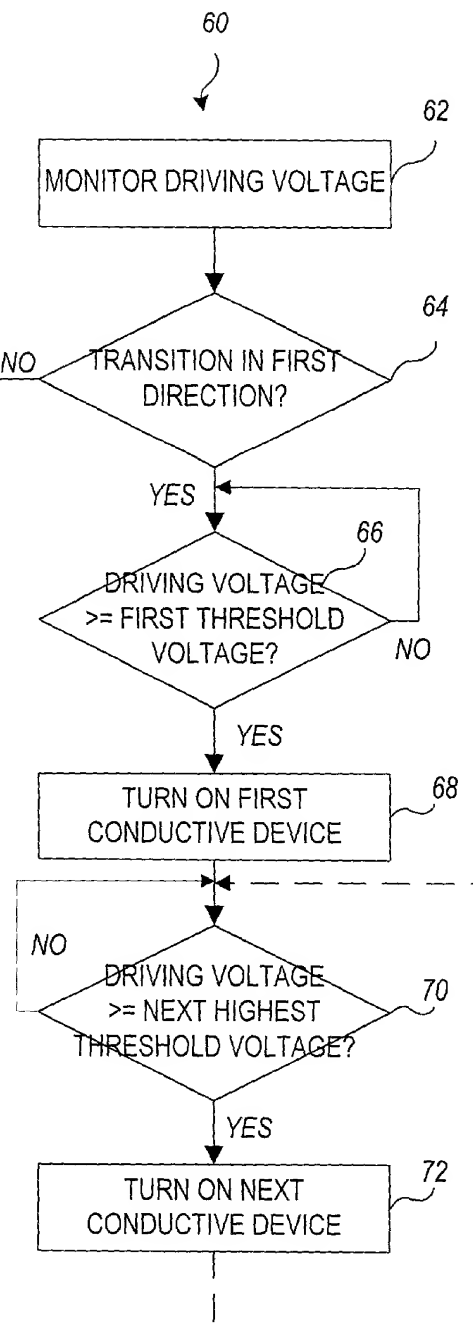 60
62
MONITOR DRIVING VOLTAGE
64
NO
TRANSITION IN FIRST
DIRECTION?
YES
66
DRIVING VOLTAGE
>= FIRST THRESHOLD
VOLTAGE?
NO
YES
68
TURN ON FIRST
CONDUCTIVE DEVICE
NO
DRIVING VOLTAGE
>= NEXT HIGHEST
THRESHOLD VOLTAGE?
70
YES
72
TURN ON NEXT
CONDUCTIVE DEVICE